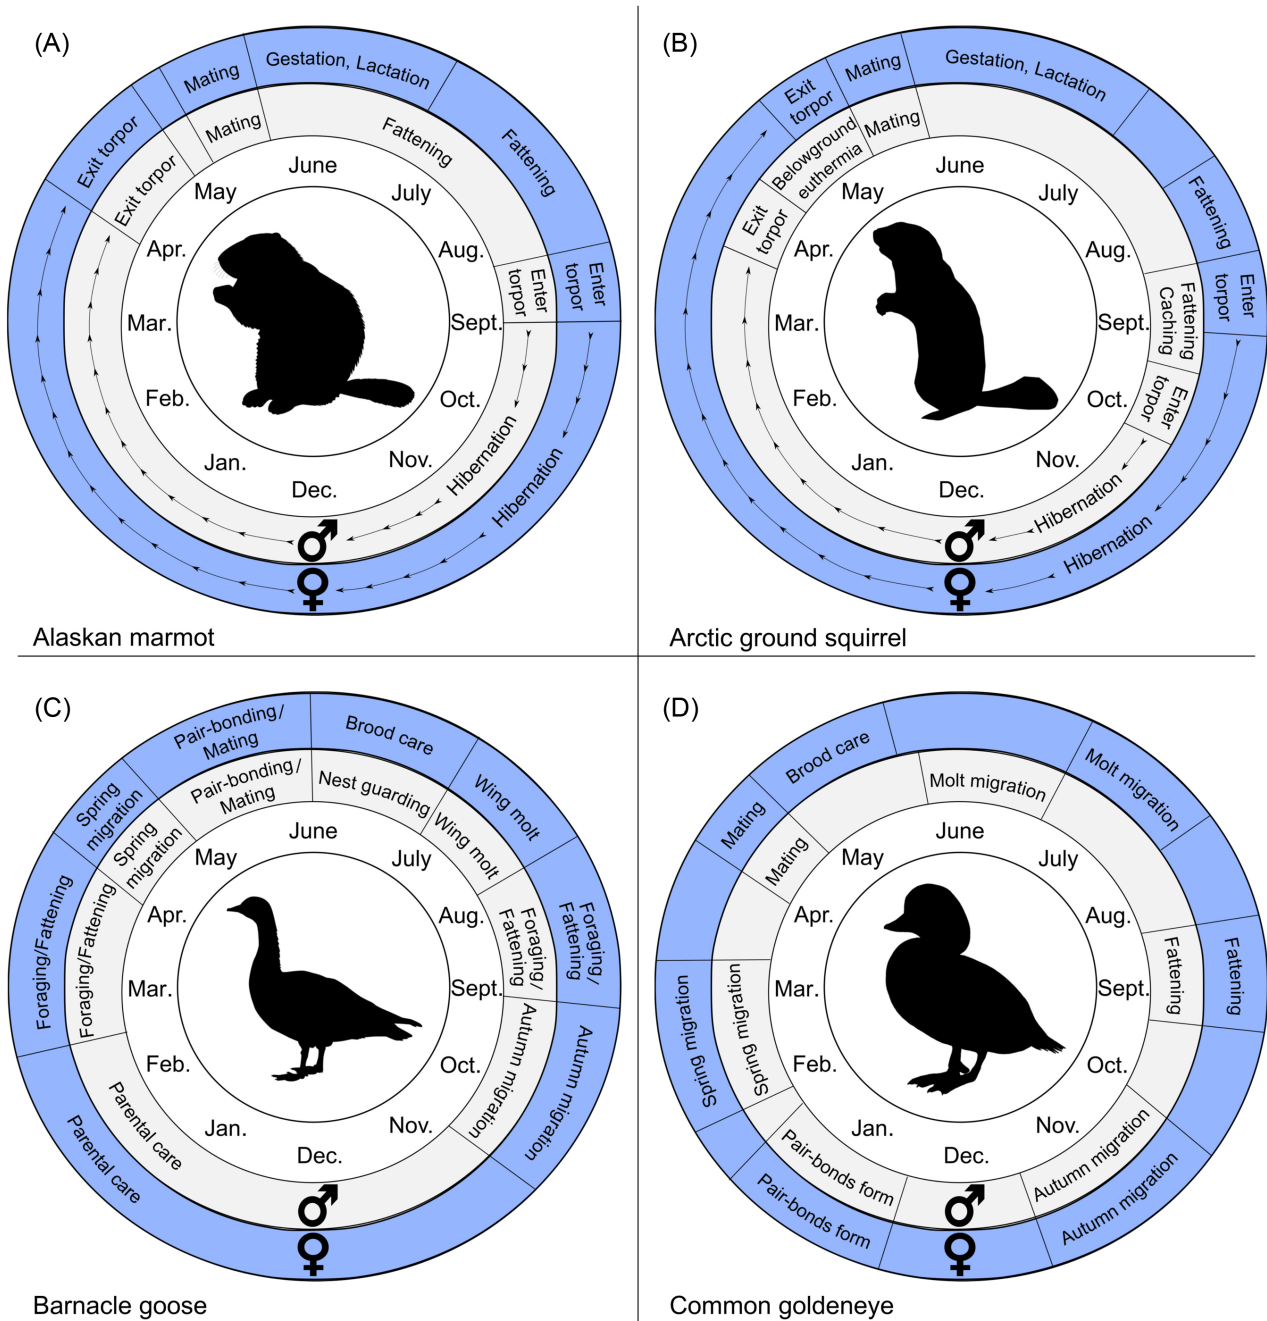 (A)
Exit torpor
Mating
Gestation, Lactation
Fattening
Enter
torpor
Hibernation
Exit torpor
Mating
Fattening
Enter
torpor
Hibernation
June
July
Aug.
Sept.
Oct.
Nov.
Dec.
Jan.
Feb.
Mar.
Apr.
May
♂
♀
Alaskan marmot
(B)
Exit
torpor
Mating
Gestation, Lactation
Fattening
Enter
torpor
Hibernation
Exit
torpor
Belowground
euthermia
Mating
Fattening
Caching
Enter
torpor
Hibernation
June
July
Aug.
Sept.
Oct.
Nov.
Dec.
Jan.
Feb.
Mar.
Apr.
May
♂
♀
Arctic ground squirrel
(C)
Foraging/Fattening
Spring
migration
Pair-bonding/
Mating
Brood care
Wing molt
Foraging/
Fattening
Autumn migration
Parental care
Foraging/Fattening
Spring
migration
Pair-bonding/
Mating
Nest guarding
Wing molt
Foraging/
Fattening
Autumn migration
Parental care
June
July
Aug.
Sept.
Oct.
Nov.
Dec.
Jan.
Feb.
Mar.
Apr.
May
♂
♀
Barnacle goose
(D)
Spring migration
Mating
Brood care
Molt migration
Fattening
Autumn migration
Pair-bonds form
Spring migration
Mating
Molt migration
Fattening
Autumn migration
Pair-bonds form
June
July
Aug.
Sept.
Oct.
Nov.
Dec.
Jan.
Feb.
Mar.
Apr.
May
♂
♀
Common goldeneye